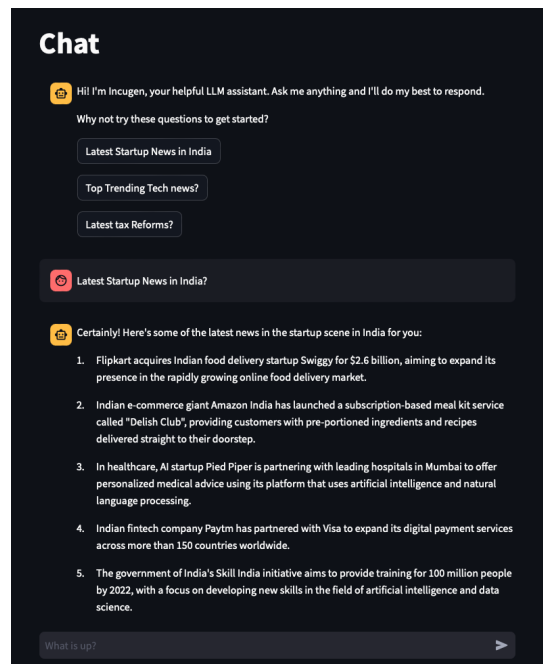 Chat
Hi! I'm Incugen, your helpful LLM assistant. Ask me anything and I'll do my best to respond.
Why not try these questions to get started?
Latest Startup News in India
Top Trending Tech news?
Latest tax Reforms?
Latest Startup News in India?
Certainly! Here's some of the latest news in the startup scene in India for you:
1. Flipkart acquires Indian food delivery startup Swiggy for $2.6 billion, aiming to expand its
presence in the rapidly growing online food delivery market.
2. Indian e-commerce giant Amazon India has launched a subscription-based meal kit service
called "Delish Club", providing customers with pre-portioned ingredients and recipes
delivered straight to their doorstep.
3. In healthcare, AI startup Pied Piper is partnering with leading hospitals in Mumbai to offer
personalized medical advice using its platform that uses artificial intelligence and natural
language processing.
4. Indian fintech company Paytm has partnered with Visa to expand its digital payment services
across more than 150 countries worldwide.
5. The government of India's Skill India initiative aims to provide training for 100 million people
by 2022, with a focus on developing new skills in the field of artificial intelligence and data
science.
What is up?